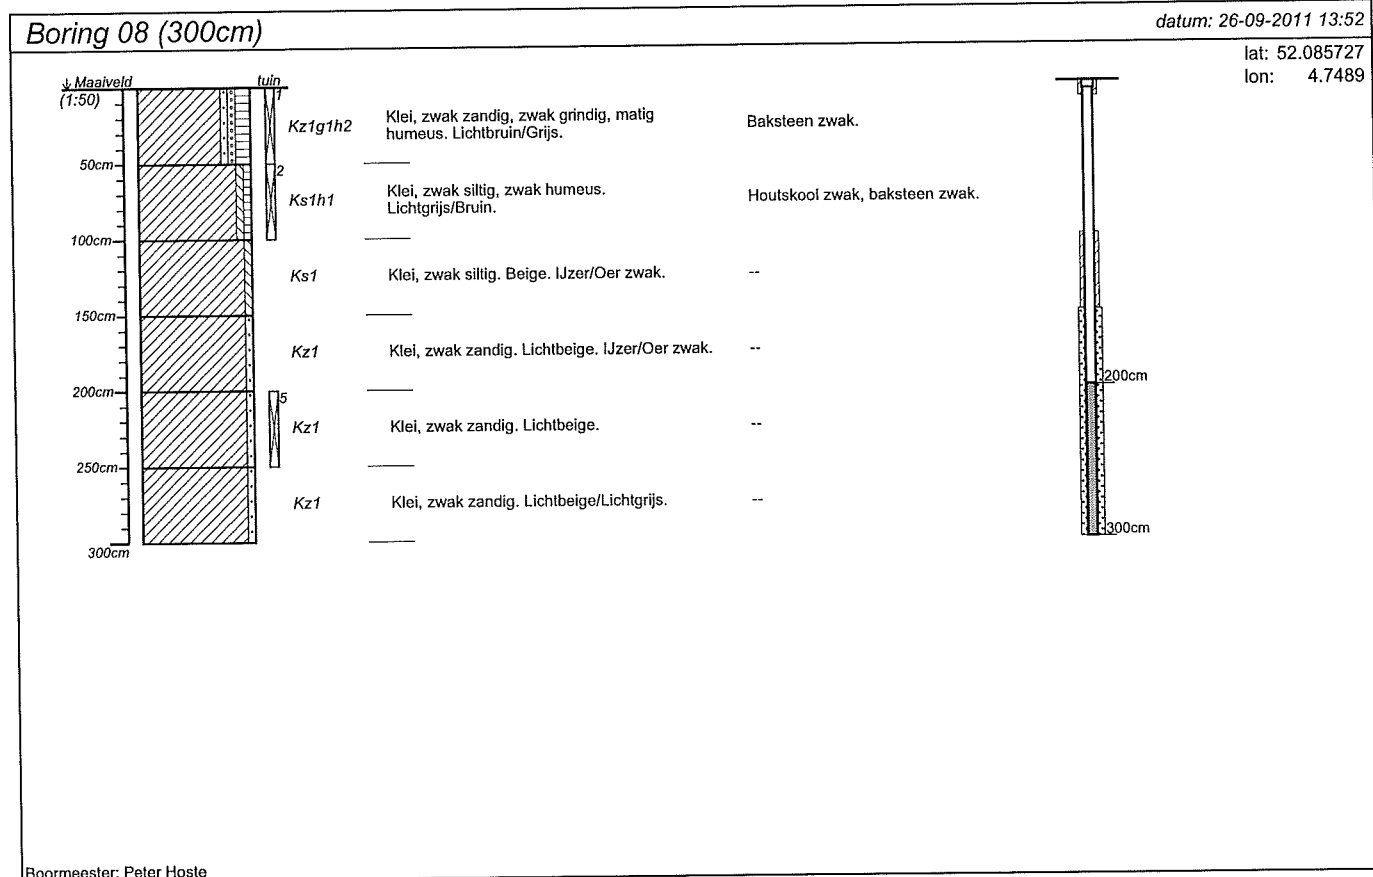 Boring 08 (300cm)
datum: 26-09-2011 13:52
lat: 52.085727
lon: 4.7489
Maaiveld
tuin
(1:50)
1
Kz1g1h2
Klei, zwak zandig, zwak grindig, matig
humeus. Lichtbruin/Grijs.
Baksteen zwak.
50cm
2
Ks1h1
Klei, zwak siltig, zwak humeus.
Lichtgrijs/Bruin.
Houtskool zwak, baksteen zwak.
100cm
Ks1
Klei, zwak siltig. Beige. IJzer/Oer zwak.
--
150cm
Kz1
Klei, zwak zandig. Lichtbeige. IJzer/Oer zwak.
--
200cm
200cm
5
Kz1
Klei, zwak zandig. Lichtbeige.
--
250cm
Kz1
Klei, zwak zandig. Lichtbeige/Lichtgrijs.
--
300cm
300cm
Boormeester: Peter Hoste